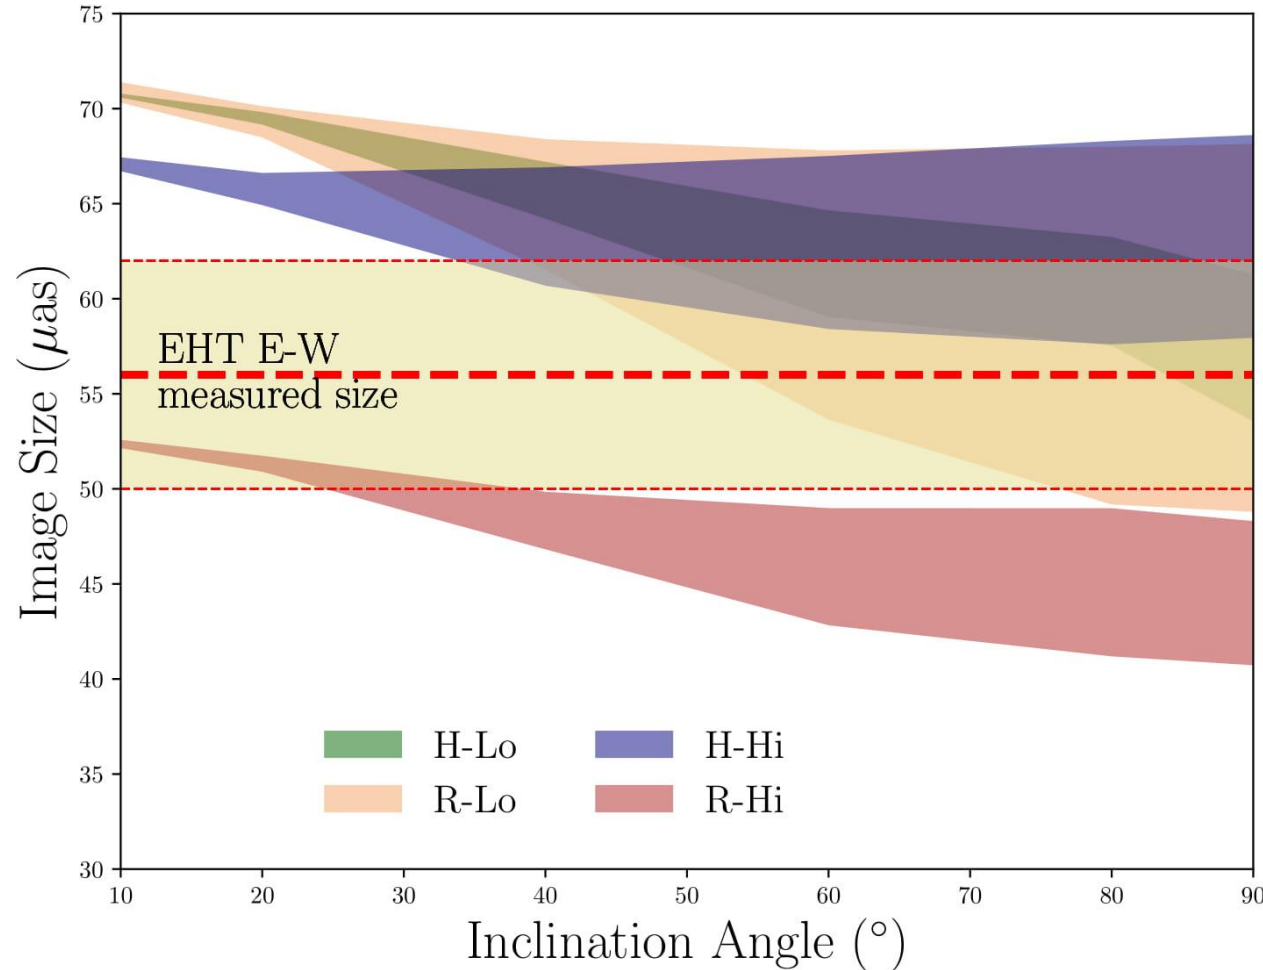 75
70
65
60
55
50
45
40
35
30
Image Size (μas)
EHT E-W
measured size
H-Lo
H-Hi
R-Lo
R-Hi
10
20
30
40
50
60
70
80
90
Inclination Angle (°)